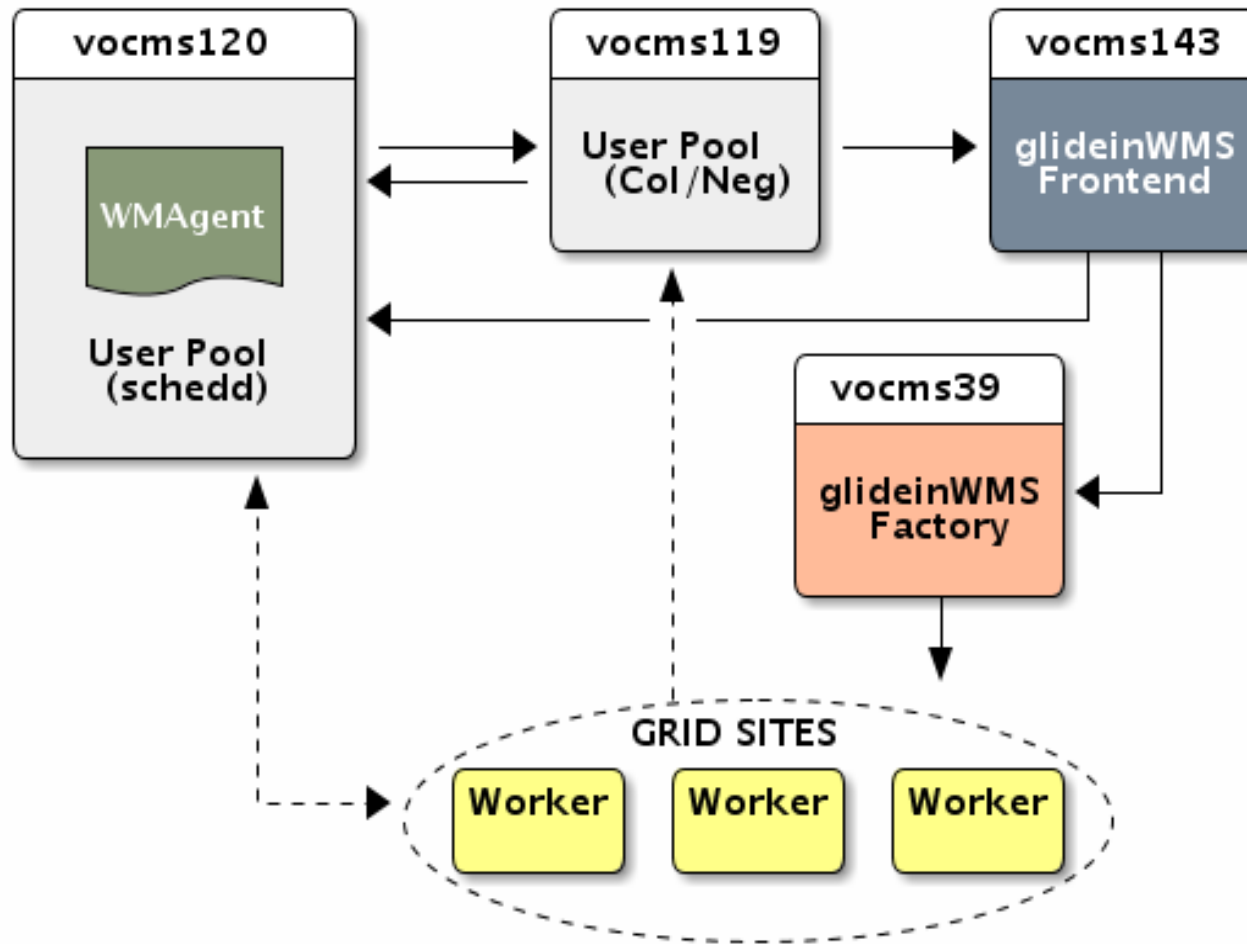 vocms120
WMAgent
User Pool
(schedd)
vocms119
User Pool
(Col/Neg)
vocms143
glideinWMS
Frontend
vocms39
glideinWMS
Factory
GRID SITES
Worker
Worker
Worker